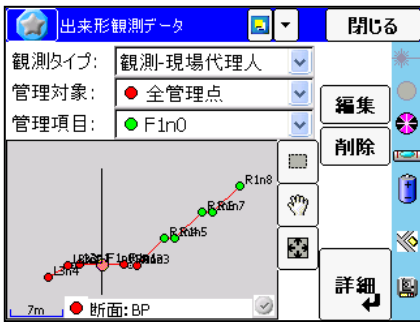 出来形観測データ
閉じる
観測タイプ: 観測-現場代理人
管理対象: 全管理点
編集
管理項目: F1n0
削除
R1n8
L3n4
7m
断面: BP
詳細